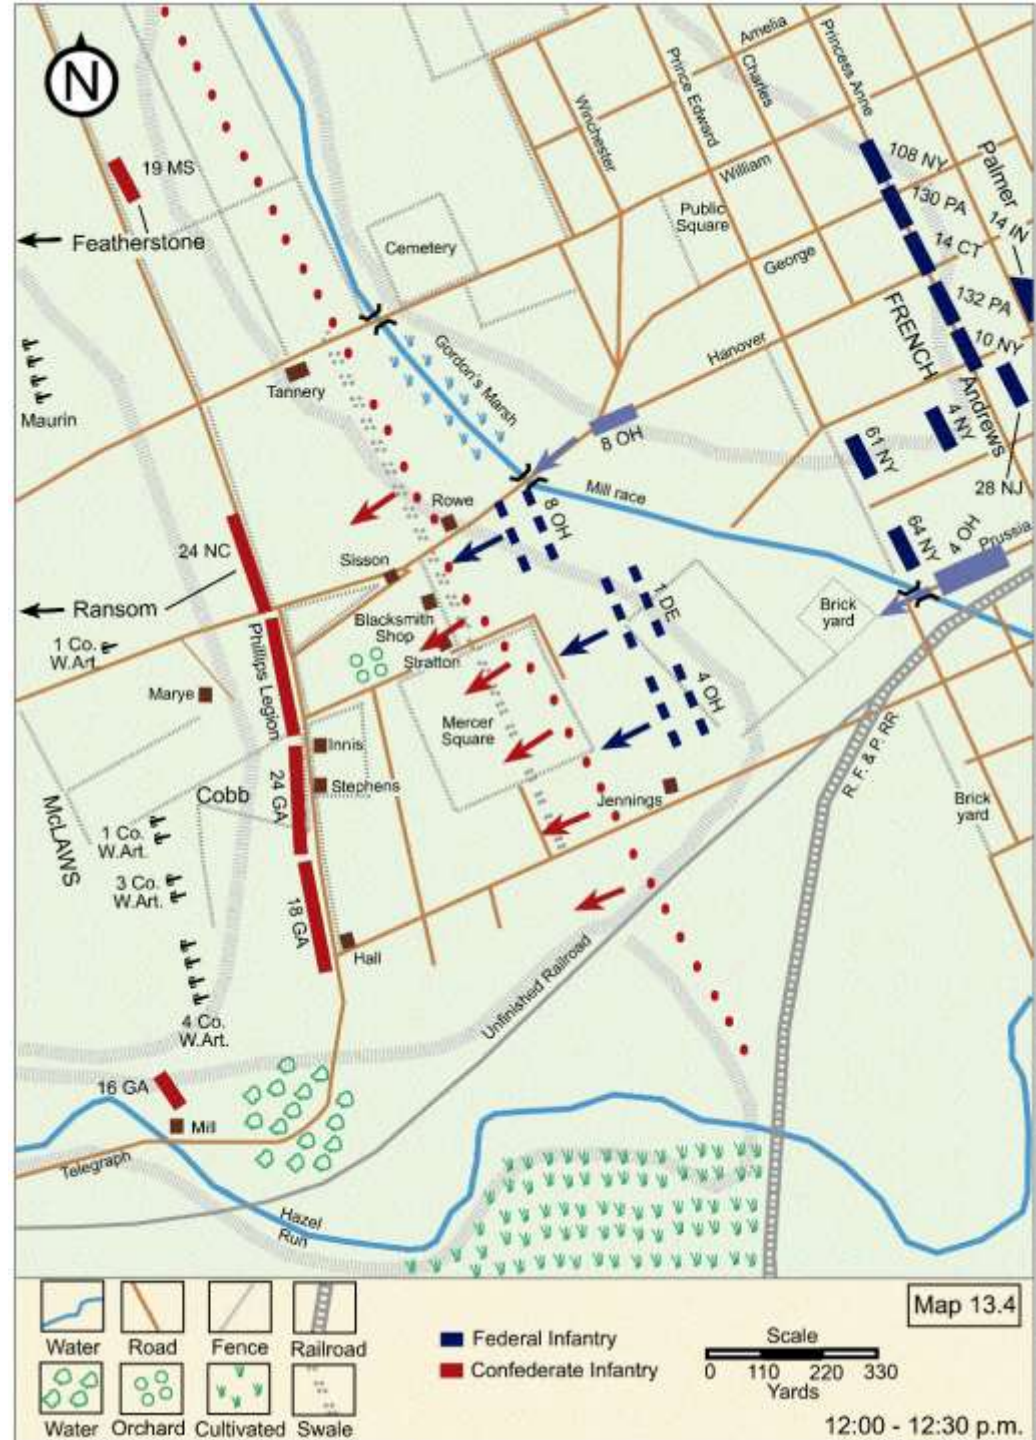 N
Amelia
Princess Anne
Charles
Prince Edward
Winchester
William
Public
Square
George
Hanover
108 NY
130 PA
14 CT
132 PA
10 NY
Palmer
14 IN
FRENCH
Andrews
4 NY
61 NY
28 NJ
64 NY
4 OH
Prussia
19 MS
Featherstone
Cemetery
Maurin
Tannery
Gordon's Marsh
8 OH
Mill race
Rowe
8 OH
24 NC
Sisson
Ransom
1 Co.
W.Art.
Blacksmith
Shop
Stratton
1 DE
4 OH
Brick
yard
Phillips Legion
Marye
Innis
Mercer
Square
24 GA
Stephens
Cobb
McLAWS
Jennings
R. F. & P. RR
Brick
yard
1 Co.
W.Art.
3 Co.
W.Art.
18 GA
Hall
4 Co.
W.Art.
Unfinished Railroad
16 GA
Mill
Telegraph
Hazel
Run
Water
Road
Fence
Railroad
Water
Orchard
Cultivated
Swale
Federal Infantry
Confederate Infantry
Map 13.4
Scale
0 110 220 330
Yards
12:00 - 12:30 p.m.